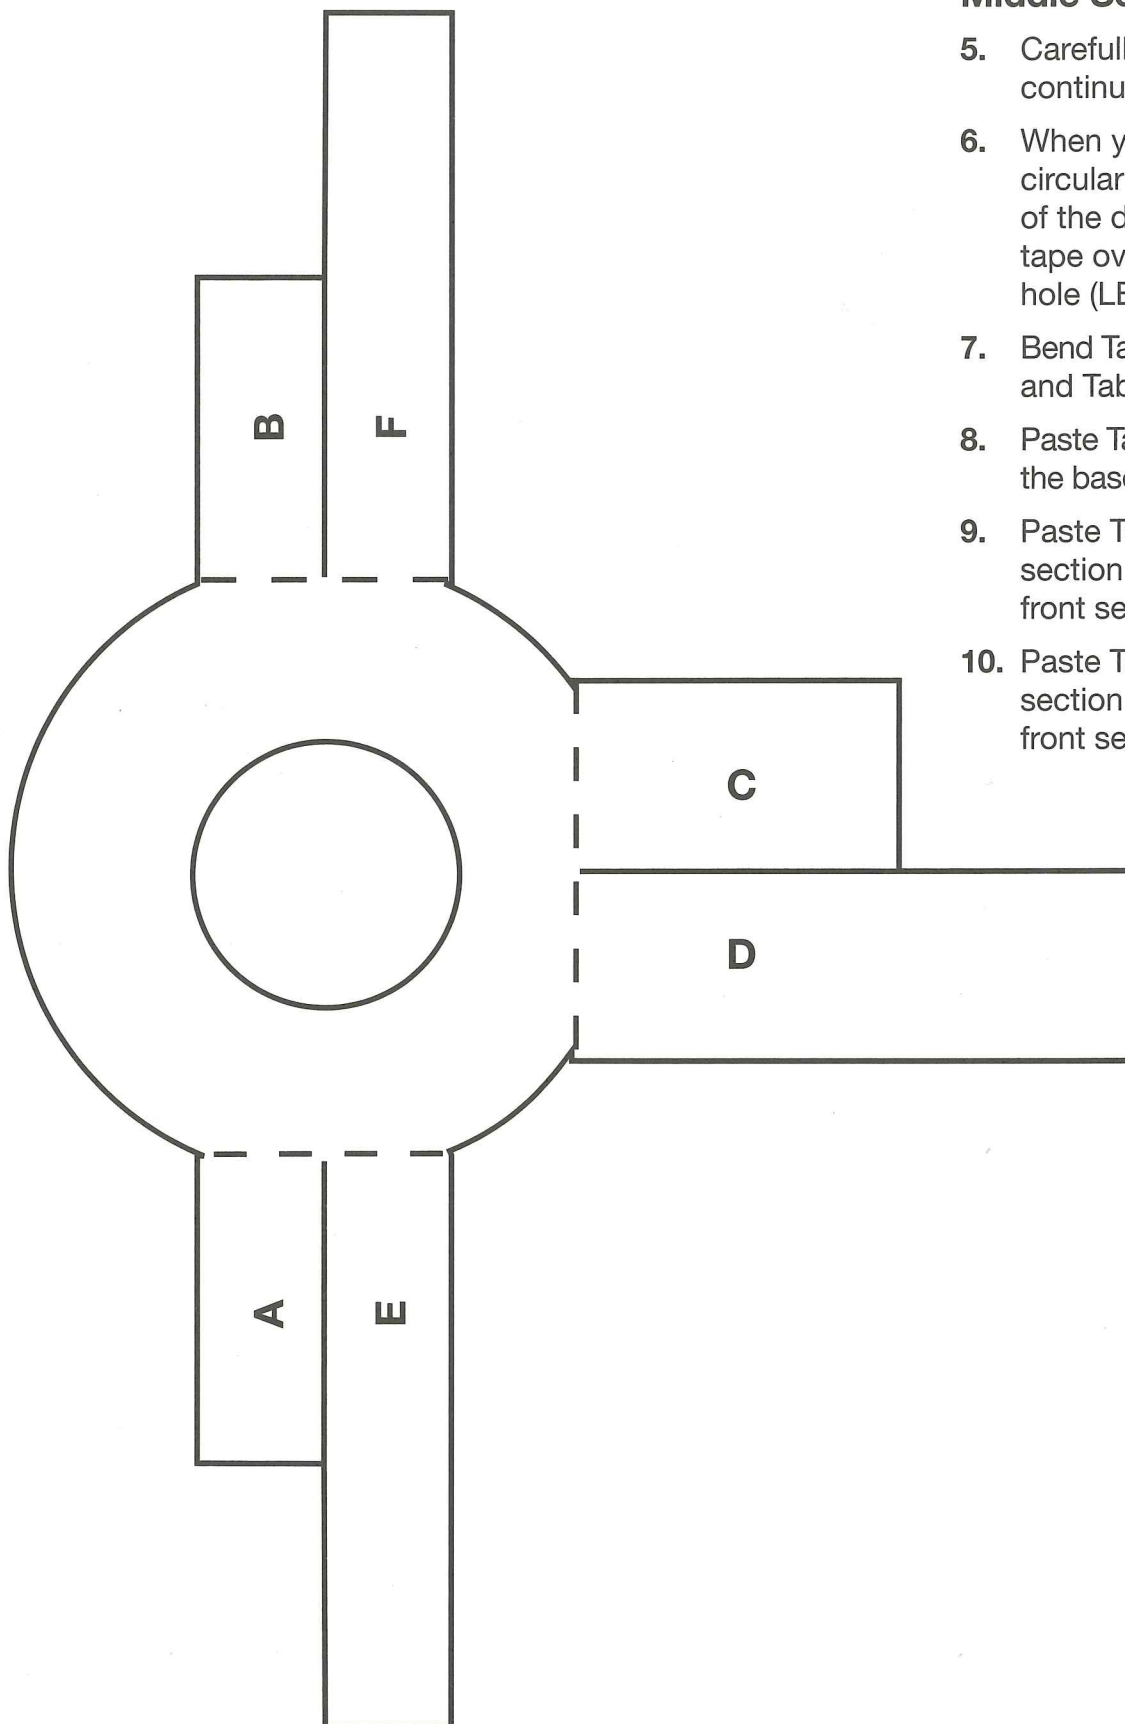 Middle
5. Carefull
continu
6. When y
circular
of the d
tape ov
hole (LE
7. Bend Ta
and Tab
8. Paste Ta
the base
9. Paste T
section
front se
10. Paste T
section
front se
B
F
C
D
A
E